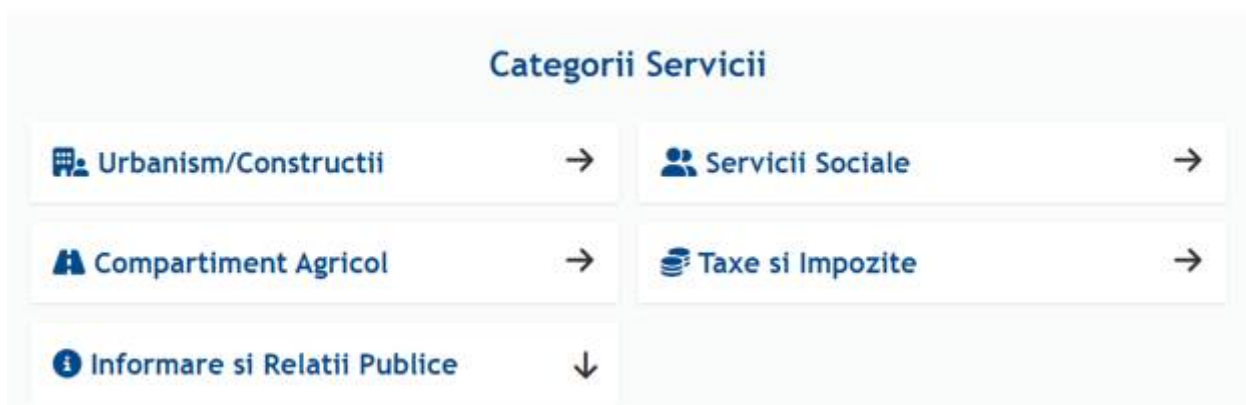 Categorii Servicii
Urbanism/Constructii
Servicii Sociale
Compartiment Agricol
Taxe si Impozite
Informare si Relatii Publice